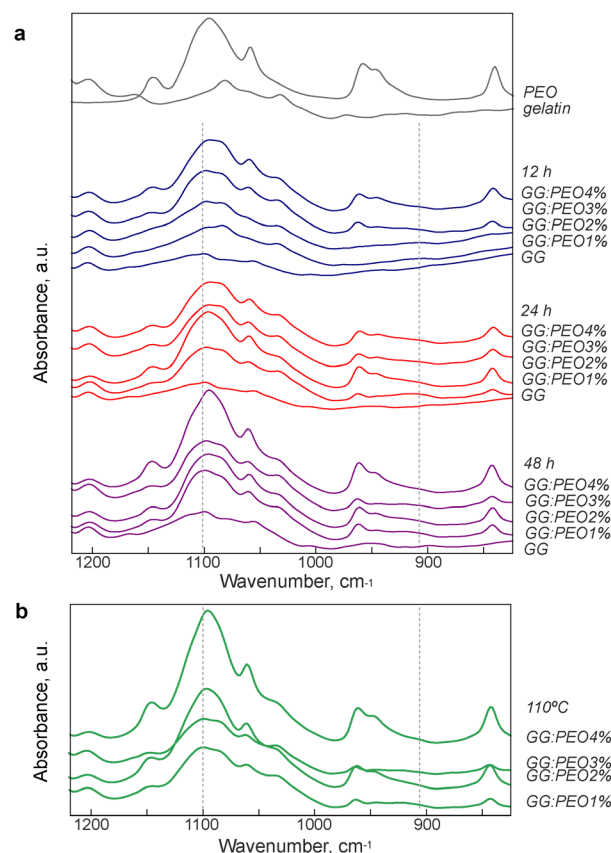 a
PEO
gelatin
12 h
GG:PEO4%
GG:PEO3%
GG:PEO2%
GG:PEO1%
GG
24 h
GG:PEO4%
GG:PEO3%
GG:PEO2%
GG:PEO1%
GG
48 h
GG:PEO4%
GG:PEO3%
GG:PEO2%
GG:PEO1%
GG
Absorbance, a.u.
1200 1100 1000 900
Wavenumber, cm-1
b
110ºC
GG:PEO4%
GG:PEO3%
GG:PEO2%
GG:PEO1%
Absorbance, a.u.
1200 1100 1000 900
Wavenumber, cm-1